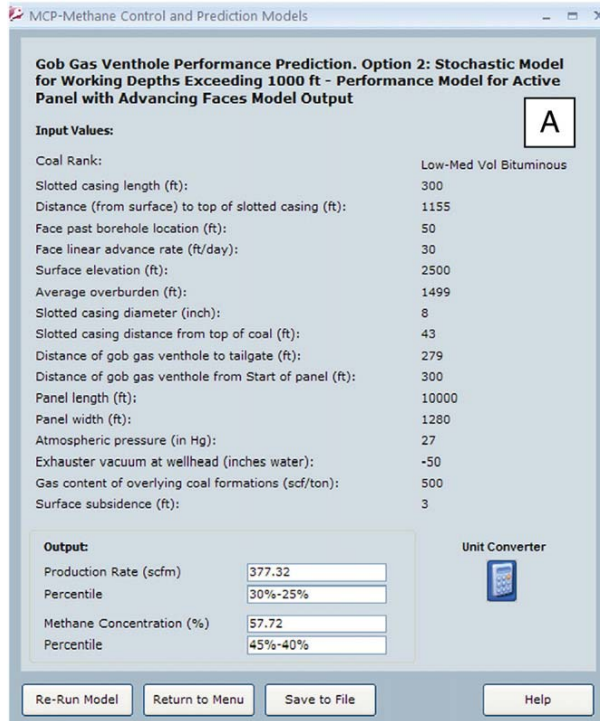 MCP-Methane Control and Prediction Models
Gob Gas Venthole Performance Prediction. Option 2: Stochastic Model
for Working Depths Exceeding 1000 ft - Performance Model for Active
Panel with Advancing Faces Model Output
A
Input Values:
Coal Rank: Low-Med Vol Bituminous
Slotted casing length (ft): 300
Distance (from surface) to top of slotted casing (ft): 1155
Face past borehole location (ft): 50
Face linear advance rate (ft/day): 30
Surface elevation (ft): 2500
Average overburden (ft): 1499
Slotted casing diameter (inch): 8
Slotted casing distance from top of coal (ft): 43
Distance of gob gas venthole to tailgate (ft): 279
Distance of gob gas venthole from Start of panel (ft): 300
Panel length (ft): 10000
Panel width (ft): 1280
Atmospheric pressure (in Hg): 27
Exhauster vacuum at wellhead (inches water): -50
Gas content of overlying coal formations (scf/ton): 500
Surface subsidence (ft): 3
Output: Unit Converter
Production Rate (scfm) 377.32
Percentile 30%-25%
Methane Concentration (%) 57.72
Percentile 45%-40%
Re-Run Model Return to Menu Save to File Help